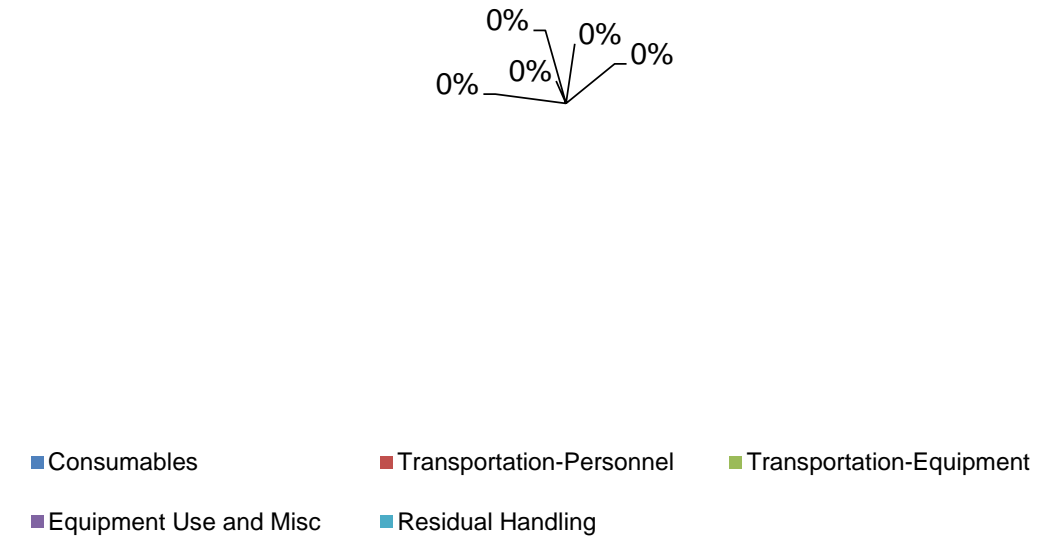 0%
0%
0%
0%
0%
Consumables
Transportation-Personnel
Transportation-Equipment
Equipment Use and Misc
Residual Handling